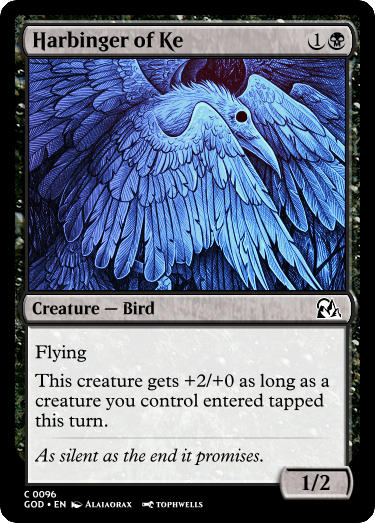 Harbinger of Ke 1
Creature — Bird
Flying
This creature gets +2/+0 as long as a
creature you control entered tapped
this turn.
As silent as the end it promises.
1/2
C 0096
GOD • EN Alaiaorax TOPHWELLS